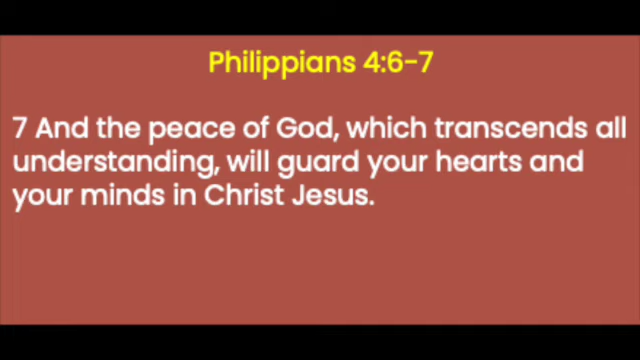 Philippians 4:6-7
7 And the peace of God, which transcends all
understanding, will guard your hearts and
your minds in Christ Jesus.